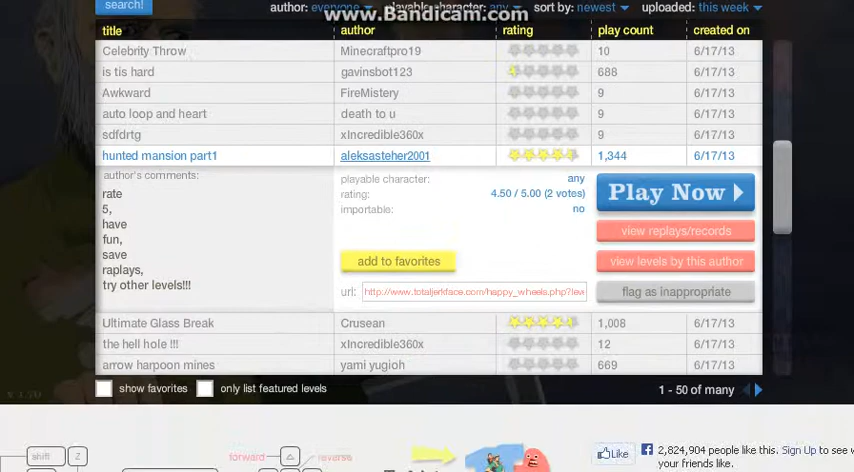 search!
author: everyone playable character: any sort by: newest uploaded: this week
www.Bandicam.com
title author rating play count created on
Celebrity Throw Minecraftpro19 10 6/17/13
is tis hard gavinsbot123 688 6/17/13
Awkward FireMistery 9 6/17/13
auto loop and heart death to u 9 6/17/13
sdfdrtg xIncredible360x 9 6/17/13
hunted mansion part1 aleksasteher2001 1,344 6/17/13
author's comments:
rate
5,
have
fun,
save
raplays,
try other levels!!!
playable character: any
rating: 4.50 / 5.00 (2 votes)
importable: no
add to favorites
url: http://www.totaljerkface.com/happy_wheels.php?lev
Play Now
view replays/records
view levels by this author
flag as inappropriate
Ultimate Glass Break Crusean 1,008 6/17/13
the hell hole !!! xIncredible360x 12 6/17/13
arrow harpoon mines yami yugioh 669 6/17/13
show favorites only list featured levels 1 - 50 of many
v 4.50
shift Z
forward reverse
Like 2,824,904 people like this. Sign Up to see w
your friends like.